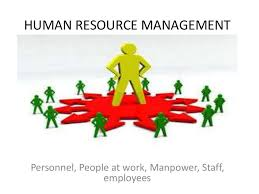 HUMAN RESOURCE MANAGEMENT
Personnel, People at work, Manpower, Staff,
employees